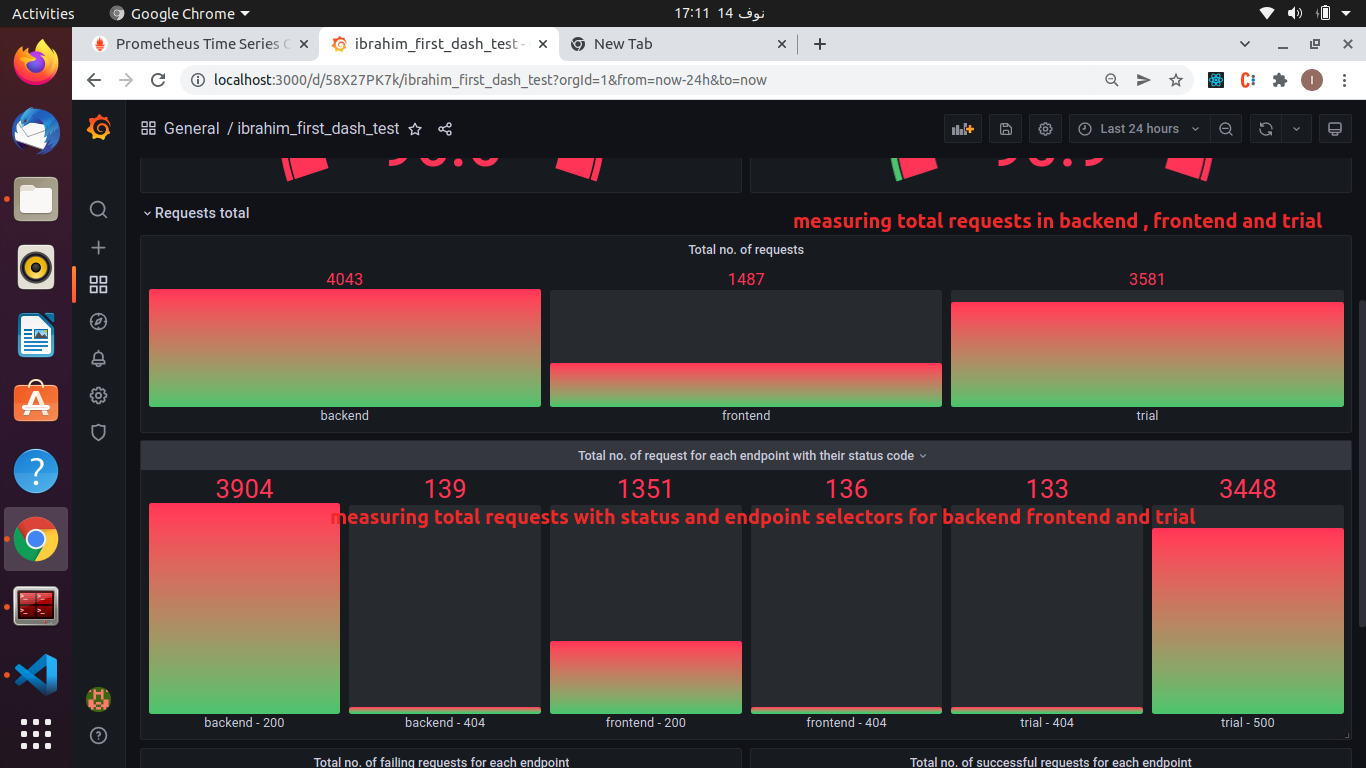 Activities Google Chrome 17:11 14 نوف
Prometheus Time Series C ibrahim_first_dash_test - New Tab
localhost:3000/d/58X27PK7k/ibrahim_first_dash_test?orgId=1&from=now-24h&to=now I
General / ibrahim_first_dash_test Last 24 hours
Requests total
measuring total requests in backend , frontend and trial
Total no. of requests
4043 1487 3581
backend frontend trial
Total no. of request for each endpoint with their status code
3904 139 1351 136 133 3448
measuring total requests with status and endpoint selectors for backend frontend and trial
backend - 200 backend - 404 frontend - 200 frontend - 404 trial - 404 trial - 500
Total no. of failing requests for each endpoint Total no. of successful requests for each endpoint